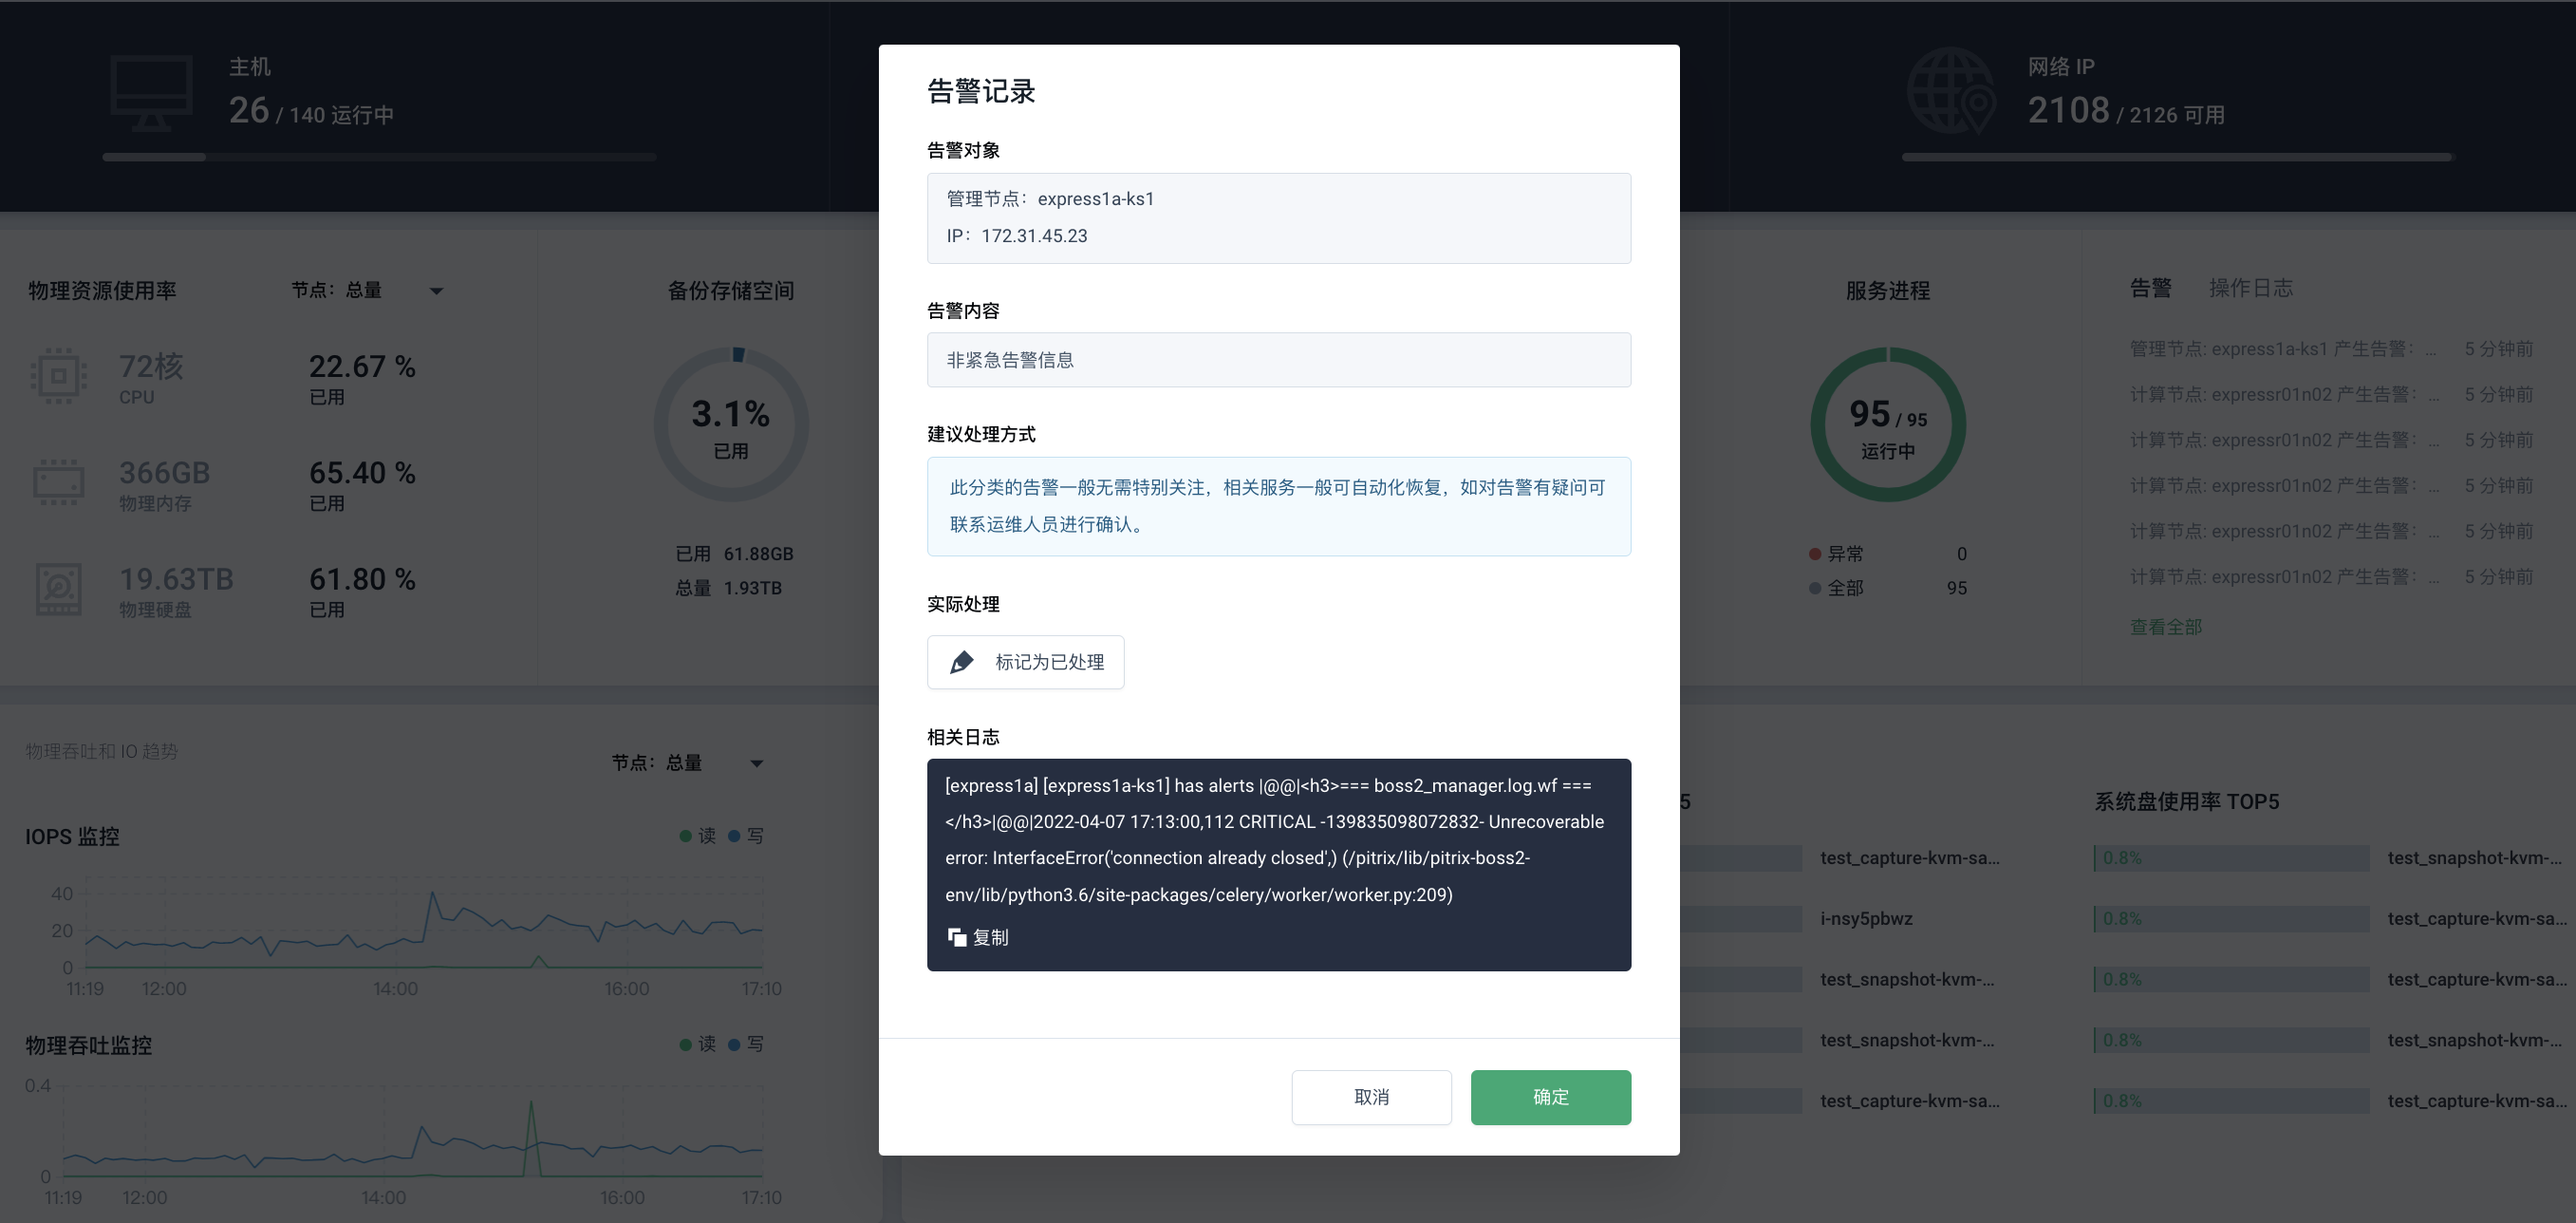 主机
26 / 140 运行中
网络 IP
2108 / 2126 可用
物理资源使用率
节点：总量
72核
CPU
22.67 %
已用
366GB
物理内存
65.40 %
已用
19.63TB
物理硬盘
61.80 %
已用
备份存储空间
3.1%
已用
已用 61.88GB
总量 1.93TB
告警记录
告警对象
管理节点：express1a-ks1
IP：172.31.45.23
告警内容
非紧急告警信息
建议处理方式
此分类的告警一般无需特别关注，相关服务一般可自动化恢复，如对告警有疑问可
联系运维人员进行确认。
实际处理
标记为已处理
相关日志
[express1a] [express1a-ks1] has alerts |@@|<h3>=== boss2_manager.log.wf ===
</h3>|@@|2022-04-07 17:13:00,112 CRITICAL -139835098072832- Unrecoverable
error: InterfaceError('connection already closed',) (/pitrix/lib/pitrix-boss2-
env/lib/python3.6/site-packages/celery/worker/worker.py:209)
复制
取消
确定
服务进程
95 / 95
运行中
异常 0
全部 95
告警 操作日志
管理节点: express1a-ks1 产生告警： ... 5 分钟前
计算节点: expressr01n02 产生告警： ... 5 分钟前
计算节点: expressr01n02 产生告警： ... 5 分钟前
计算节点: expressr01n02 产生告警： ... 5 分钟前
计算节点: expressr01n02 产生告警： ... 5 分钟前
计算节点: expressr01n02 产生告警： ... 5 分钟前
查看全部
物理吞吐和 IO 趋势
节点：总量
IOPS 监控
读 写
40
20
0
11:19 12:00 14:00 16:00 17:10
物理吞吐监控
读 写
0.4
0
11:19 12:00 14:00 16:00 17:10
5
test_capture-kvm-sa...
i-nsy5pbwz
test_snapshot-kvm-...
test_snapshot-kvm-...
test_capture-kvm-sa...
系统盘使用率 TOP5
0.8% test_snapshot-kvm-...
0.8% test_capture-kvm-sa...
0.8% test_capture-kvm-sa...
0.8% test_snapshot-kvm-...
0.8% test_capture-kvm-sa...